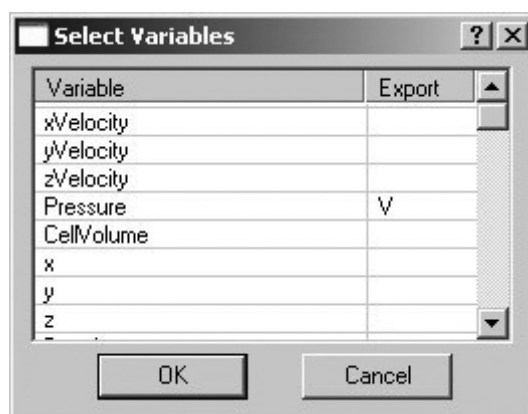 Select Variables
Variable Export
xVelocity
yVelocity
zVelocity
Pressure V
CellVolume
x
y
z
OK Cancel